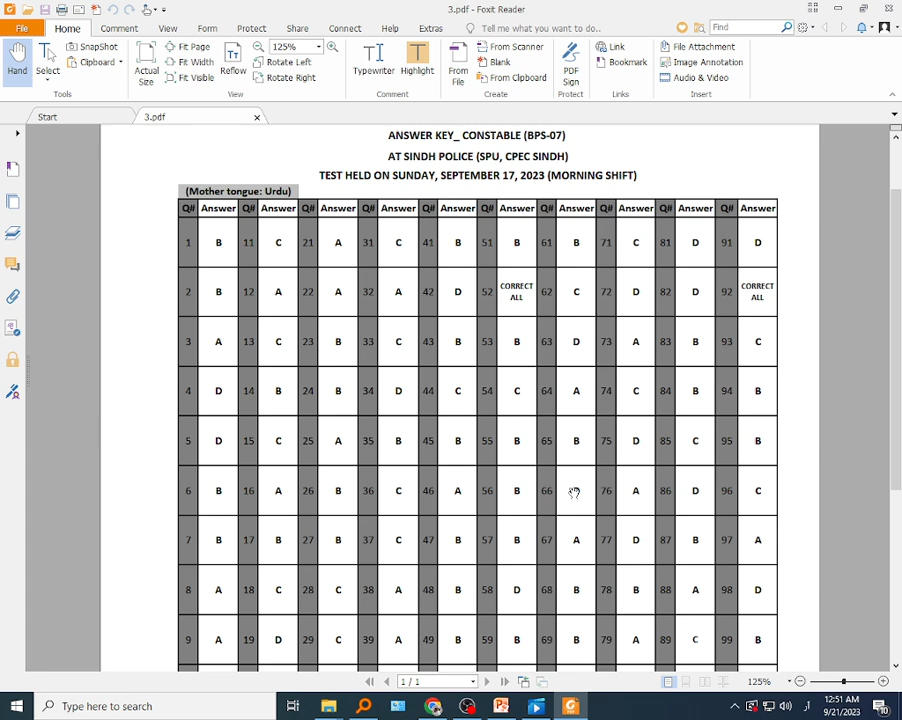 3.pdf - Foxit Reader
File Home Comment View Form Protect Share Connect Help Extras Tell me what you want to do.. Find
Hand Select SnapShot Clipboard Actual Size Fit Page Fit Width Fit Visible Reflow 125% Rotate Left Rotate Right Typewriter Highlight From File From Scanner Blank From Clipboard PDF Sign Link Bookmark File Attachment Image Annotation Audio & Video
Tools View Comment Create Protect Links Insert
Start 3.pdf
ANSWER KEY_ CONSTABLE (BPS-07)
AT SINDH POLICE (SPU, CPEC SINDH)
TEST HELD ON SUNDAY, SEPTEMBER 17, 2023 (MORNING SHIFT)
(Mother tongue: Urdu)
Q# Answer Q# Answer Q# Answer Q# Answer Q# Answer Q# Answer Q# Answer Q# Answer Q# Answer Q# Answer
1 B 11 C 21 A 31 C 41 B 51 B 61 B 71 C 81 D 91 D
2 B 12 A 22 A 32 A 42 D 52 CORRECT ALL 62 C 72 D 82 D 92 CORRECT ALL
3 A 13 C 23 B 33 C 43 B 53 B 63 D 73 A 83 B 93 C
4 D 14 B 24 B 34 D 44 C 54 C 64 A 74 C 84 B 94 B
5 D 15 C 25 A 35 B 45 B 55 B 65 B 75 D 85 C 95 B
6 B 16 A 26 B 36 C 46 A 56 B 66 76 A 86 D 96 C
7 B 17 B 27 B 37 C 47 B 57 B 67 A 77 D 87 B 97 A
8 A 18 C 28 C 38 A 48 B 58 D 68 B 78 B 88 A 98 D
9 A 19 D 29 C 39 A 49 B 59 B 69 B 79 A 89 C 99 B
1 / 1 125%
Type here to search
12:51 AM
9/21/2023
10